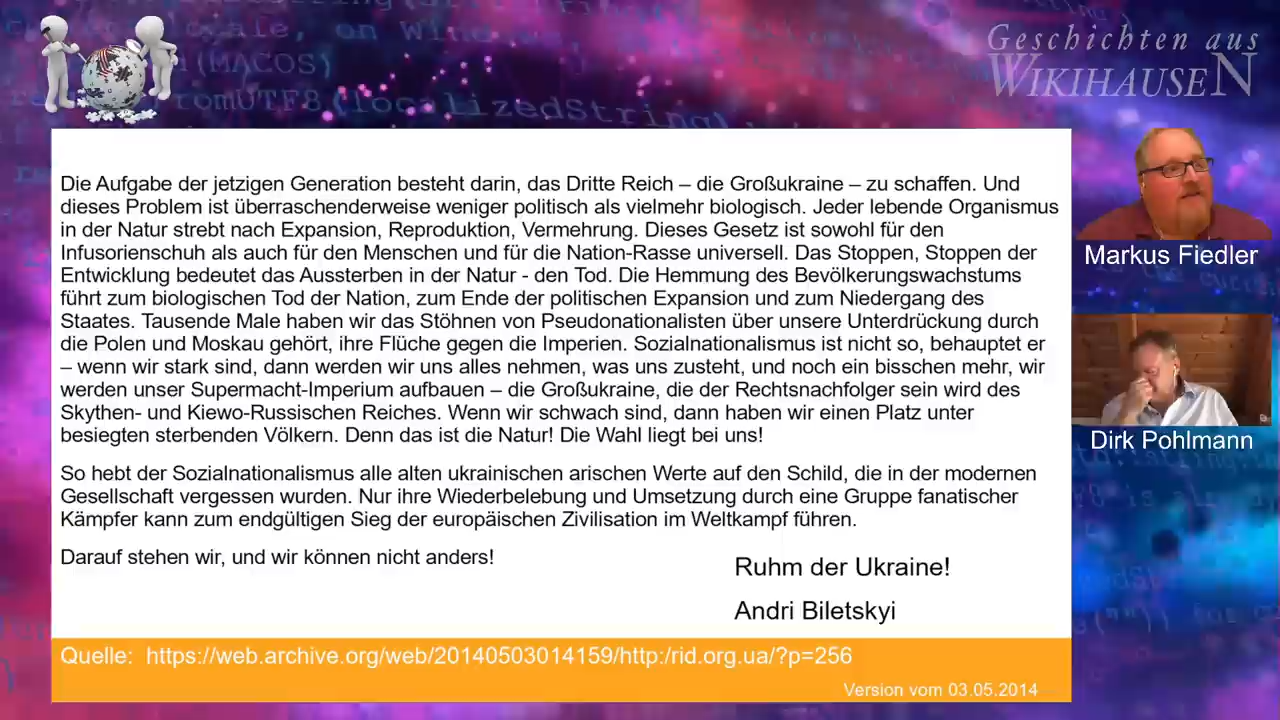 Geschichten aus
WIKIHAUSEN
Die Aufgabe der jetzigen Generation besteht darin, das Dritte Reich – die Großukraine – zu schaffen. Und
dieses Problem ist überraschenderweise weniger politisch als vielmehr biologisch. Jeder lebende Organismus
in der Natur strebt nach Expansion, Reproduktion, Vermehrung. Dieses Gesetz ist sowohl für den
Infusorienschuh als auch für den Menschen und für die Nation-Rasse universell. Das Stoppen, Stoppen der
Entwicklung bedeutet das Aussterben in der Natur - den Tod. Die Hemmung des Bevölkerungswachstums
führt zum biologischen Tod der Nation, zum Ende der politischen Expansion und zum Niedergang des
Staates. Tausende Male haben wir das Stöhnen von Pseudonationalisten über unsere Unterdrückung durch
die Polen und Moskau gehört, ihre Flüche gegen die Imperien. Sozialnationalismus ist nicht so, behauptet er
– wenn wir stark sind, dann werden wir uns alles nehmen, was uns zusteht, und noch ein bisschen mehr, wir
werden unser Supermacht-Imperium aufbauen – die Großukraine, die der Rechtsnachfolger sein wird des
Skythen- und Kiewo-Russischen Reiches. Wenn wir schwach sind, dann haben wir einen Platz unter
besiegten sterbenden Völkern. Denn das ist die Natur! Die Wahl liegt bei uns!
So hebt der Sozialnationalismus alle alten ukrainischen arischen Werte auf den Schild, die in der modernen
Gesellschaft vergessen wurden. Nur ihre Wiederbelebung und Umsetzung durch eine Gruppe fanatischer
Kämpfer kann zum endgültigen Sieg der europäischen Zivilisation im Weltkampf führen.
Darauf stehen wir, und wir können nicht anders!
Ruhm der Ukraine!
Andri Biletskyi
Quelle: https://web.archive.org/web/20140503014159/http:/rid.org.ua/?p=256
Version vom 03.05.2014
Markus Fiedler
Dirk Pohlmann